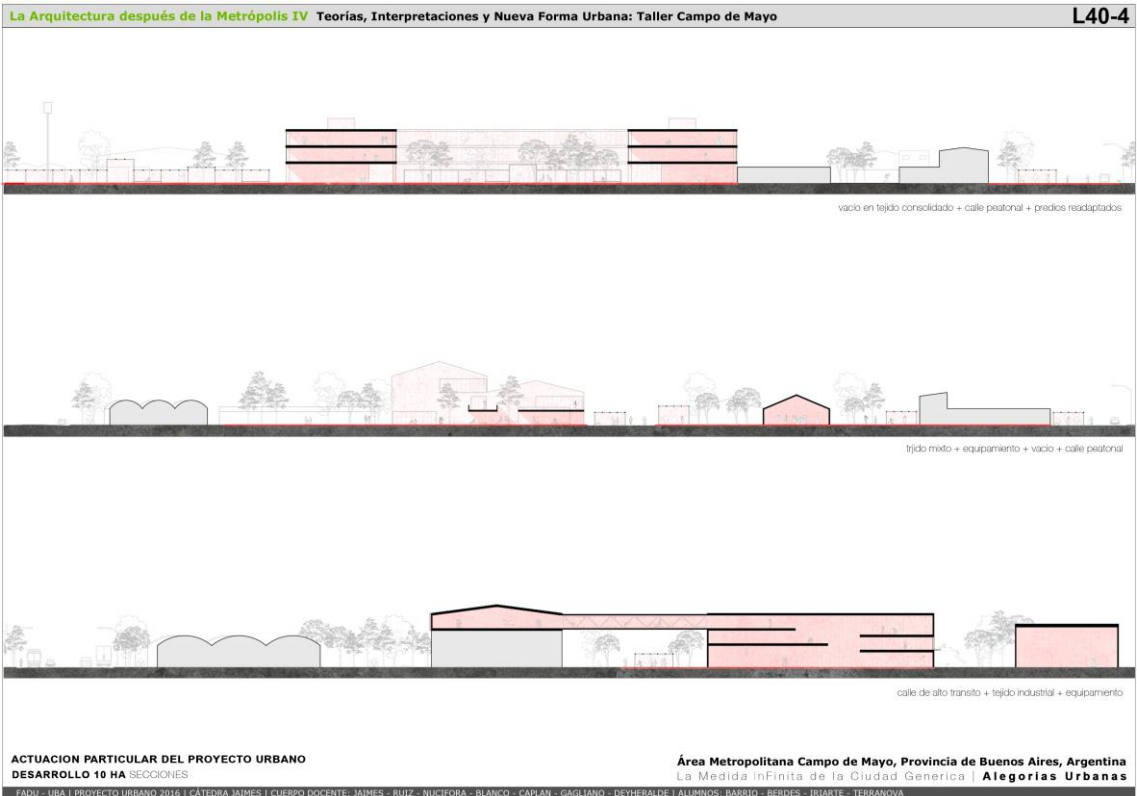 La Arquitectura después de la Metrópolis IV Teorías, Interpretaciones y Nueva Forma Urbana: Taller Campo de Mayo
L40-4
vacío en tejido consolidado + calle peatonal + predios readaptados
trjido mixto + equipamiento + vacio + calle peatonal
calle de alto transito + tejido industrial + equipamiento
ACTUACION PARTICULAR DEL PROYECTO URBANO
DESARROLLO 10 HA SECCIONES
Área Metropolitana Campo de Mayo, Provincia de Buenos Aires, Argentina
La Medida inFinita de la Ciudad Generica | Alegorias Urbanas
FADU - UBA | PROYECTO URBANO 2016 | CÁTEDRA JAIMES | CUERPO DOCENTE: JAIMES - RUIZ - NUCIFORA - BLANCO - CAPLAN - GAGLIANO - DEYHERALDE | ALUMNOS: BARRIO - BERDES - IRIARTE - TERRANOVA